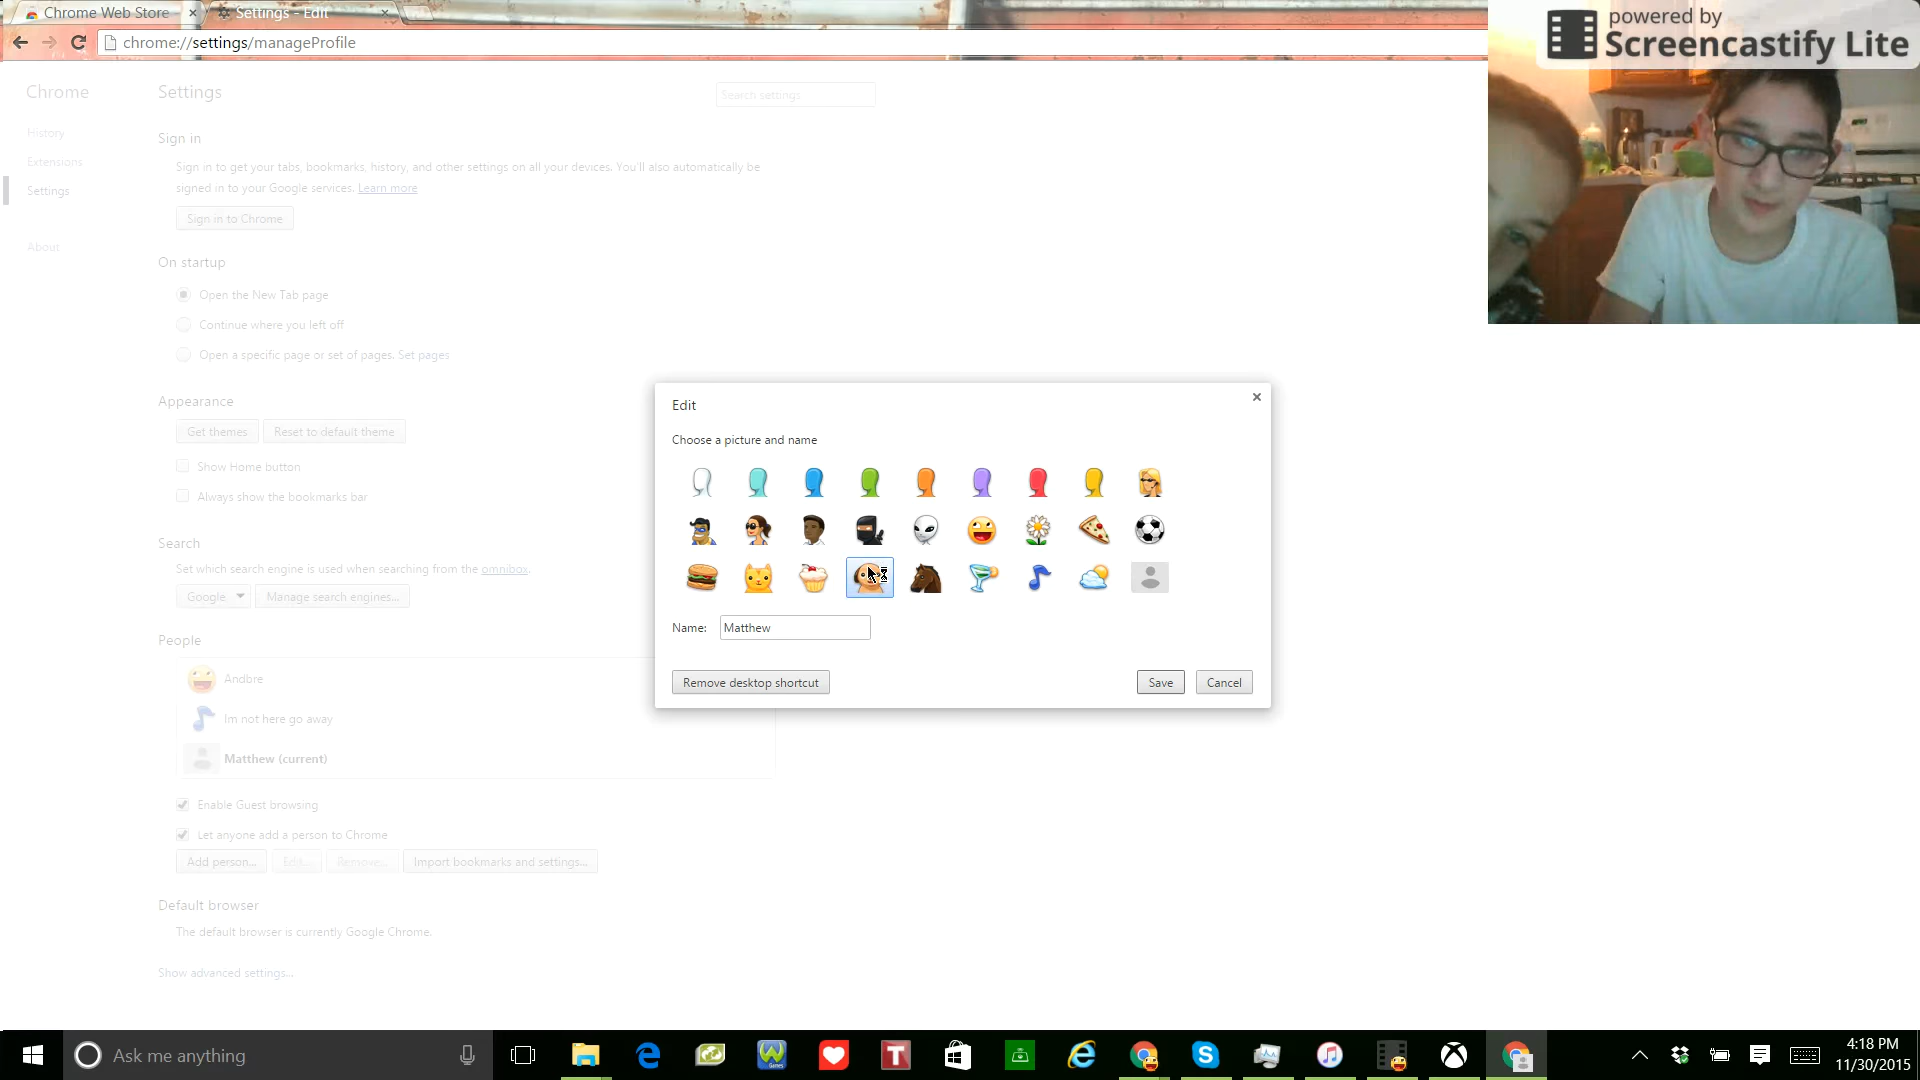 Chrome Web Store
Settings - Edit
chrome://settings/manageProfile
powered by
Screencastify Lite
Chrome
Settings
Search settings
History
Extensions
Settings
About
Sign in
Sign in to get your tabs, bookmarks, history, and other settings on all your devices. You'll also automatically be
signed in to your Google services. Learn more
Sign in to Chrome
On startup
Open the New Tab page
Continue where you left off
Open a specific page or set of pages. Set pages
Appearance
Get themes
Reset to default theme
Show Home button
Always show the bookmarks bar
Search
Set which search engine is used when searching from the omnibox.
Google
Manage search engines...
People
Andbre
Im not here go away
Matthew (current)
Enable Guest browsing
Let anyone add a person to Chrome
Add person...
Edit...
Remove...
Import bookmarks and settings...
Default browser
The default browser is currently Google Chrome.
Show advanced settings...
Edit
Choose a picture and name
Name:
Matthew
Remove desktop shortcut
Save
Cancel
Ask me anything
W
Games
T
4:18 PM
11/30/2015